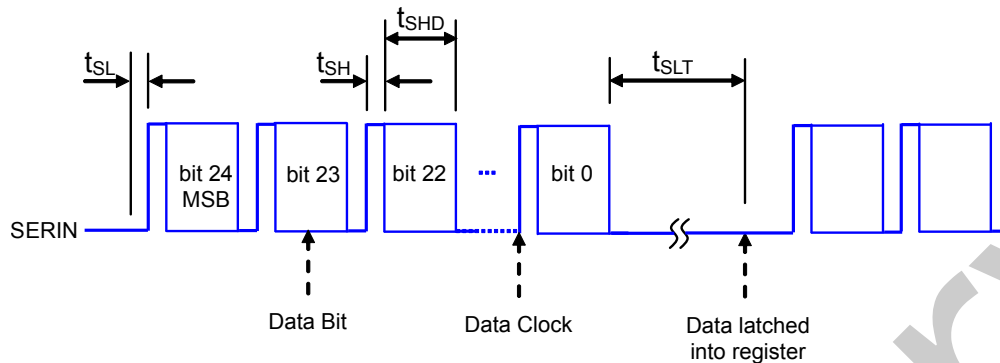 tSHD
tSL
tSH
tSLT
bit 24
MSB
bit 23
bit 22
...
bit 0
SERIN
Data Bit
Data Clock
Data latched
into register